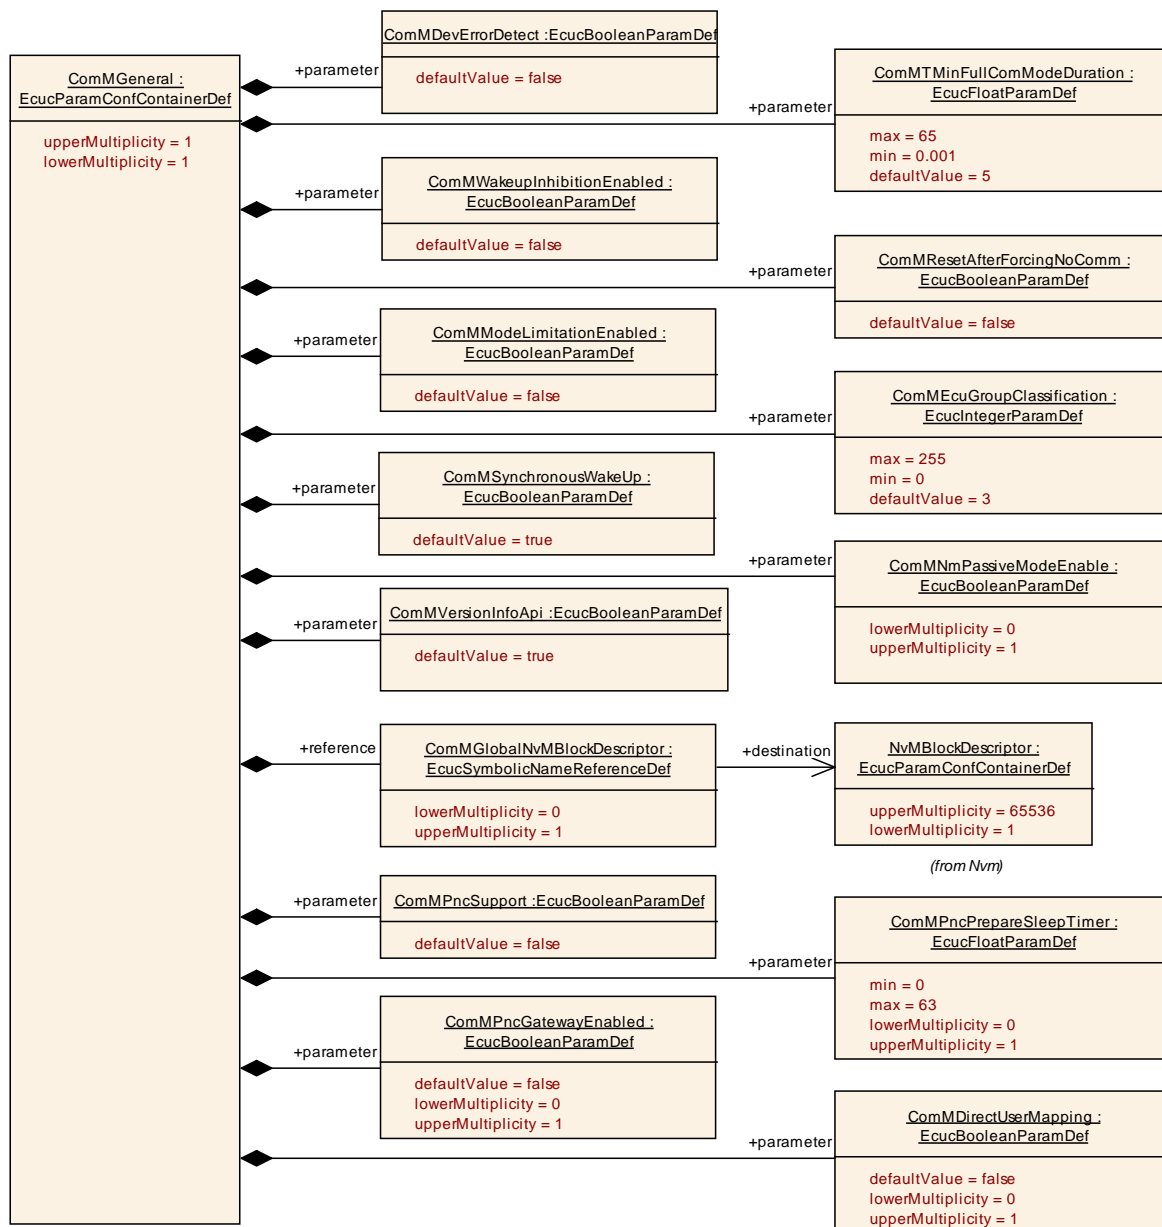 ComMGeneral :
EcucParamConfContainerDef
upperMultiplicity = 1
lowerMultiplicity = 1
+parameter
ComMDevErrorDetect :EcucBooleanParamDef
defaultValue = false
+parameter
ComMTMinFullComModeDuration :
EcucFloatParamDef
max = 65
min = 0.001
defaultValue = 5
+parameter
ComMWakeupInhibitionEnabled :
EcucBooleanParamDef
defaultValue = false
+parameter
ComMResetAfterForcingNoComm :
EcucBooleanParamDef
defaultValue = false
+parameter
ComMModeLimitationEnabled :
EcucBooleanParamDef
defaultValue = false
+parameter
ComMEcuGroupClassification :
EcucIntegerParamDef
max = 255
min = 0
defaultValue = 3
+parameter
ComMSynchronousWakeUp :
EcucBooleanParamDef
defaultValue = true
+parameter
ComMNmPassiveModeEnable :
EcucBooleanParamDef
lowerMultiplicity = 0
upperMultiplicity = 1
+parameter
ComMVersionInfoApi :EcucBooleanParamDef
defaultValue = true
+reference
ComMGlobalNvMBlockDescriptor :
EcucSymbolicNameReferenceDef
lowerMultiplicity = 0
upperMultiplicity = 1
+destination
NvMBlockDescriptor :
EcucParamConfContainerDef
upperMultiplicity = 65536
lowerMultiplicity = 1
(from Nvm)
+parameter
ComMPncSupport :EcucBooleanParamDef
defaultValue = false
+parameter
ComMPncPrepareSleepTimer :
EcucFloatParamDef
min = 0
max = 63
lowerMultiplicity = 0
upperMultiplicity = 1
+parameter
ComMPncGatewayEnabled :
EcucBooleanParamDef
defaultValue = false
lowerMultiplicity = 0
upperMultiplicity = 1
+parameter
ComMDirectUserMapping :
EcucBooleanParamDef
defaultValue = false
lowerMultiplicity = 0
upperMultiplicity = 1